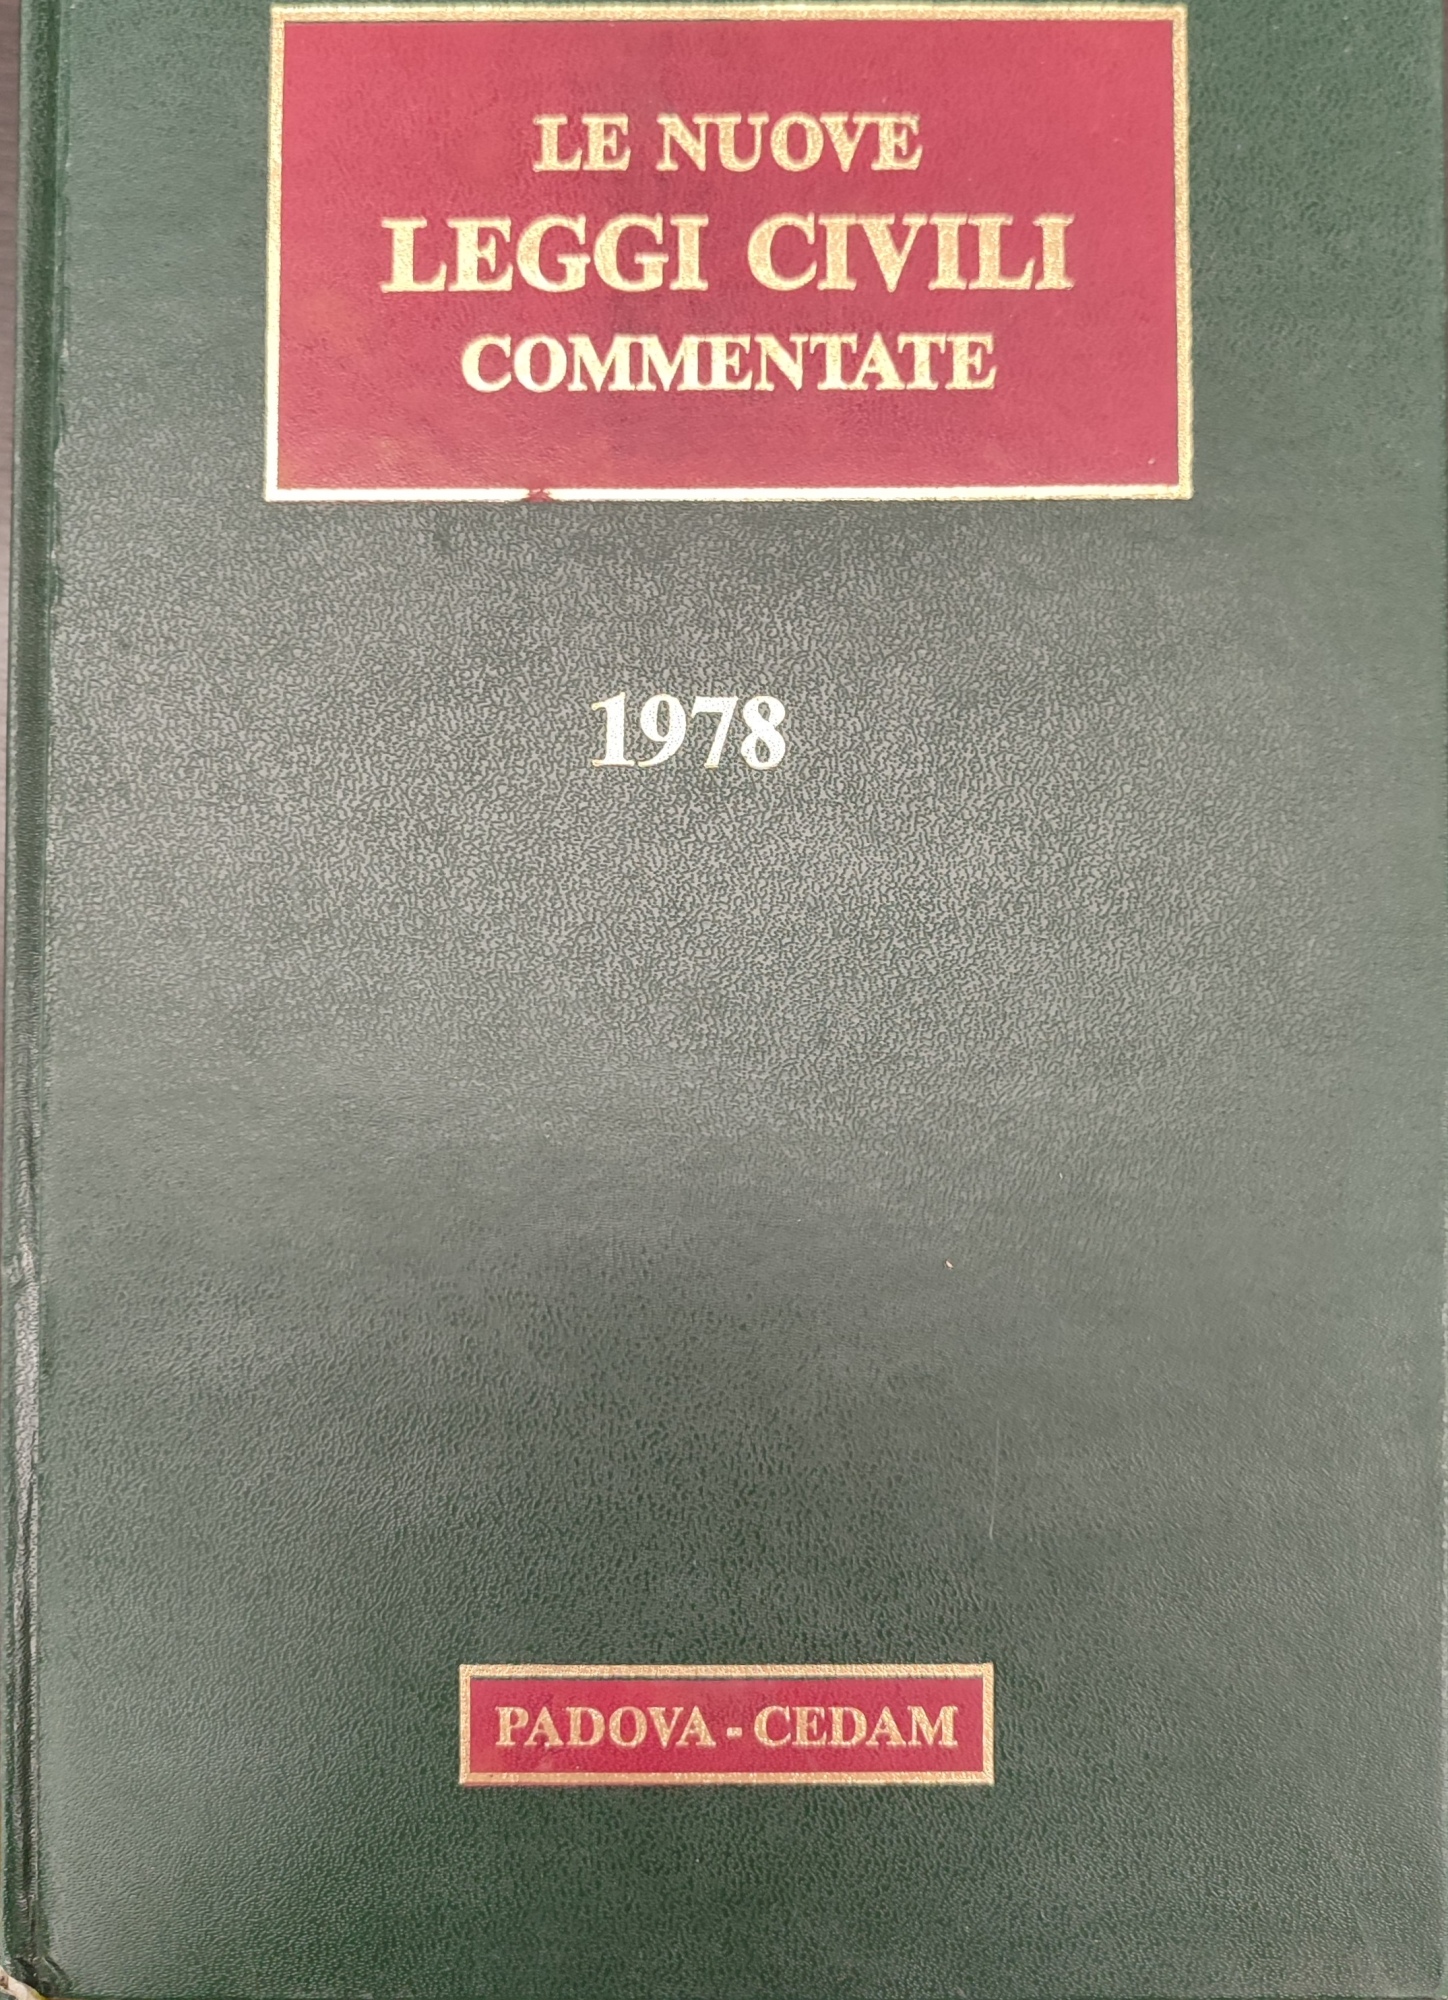 LE NUOVE
LEGGI CIVILI
COMMENTATE
1978
PADOVA - CEDAM